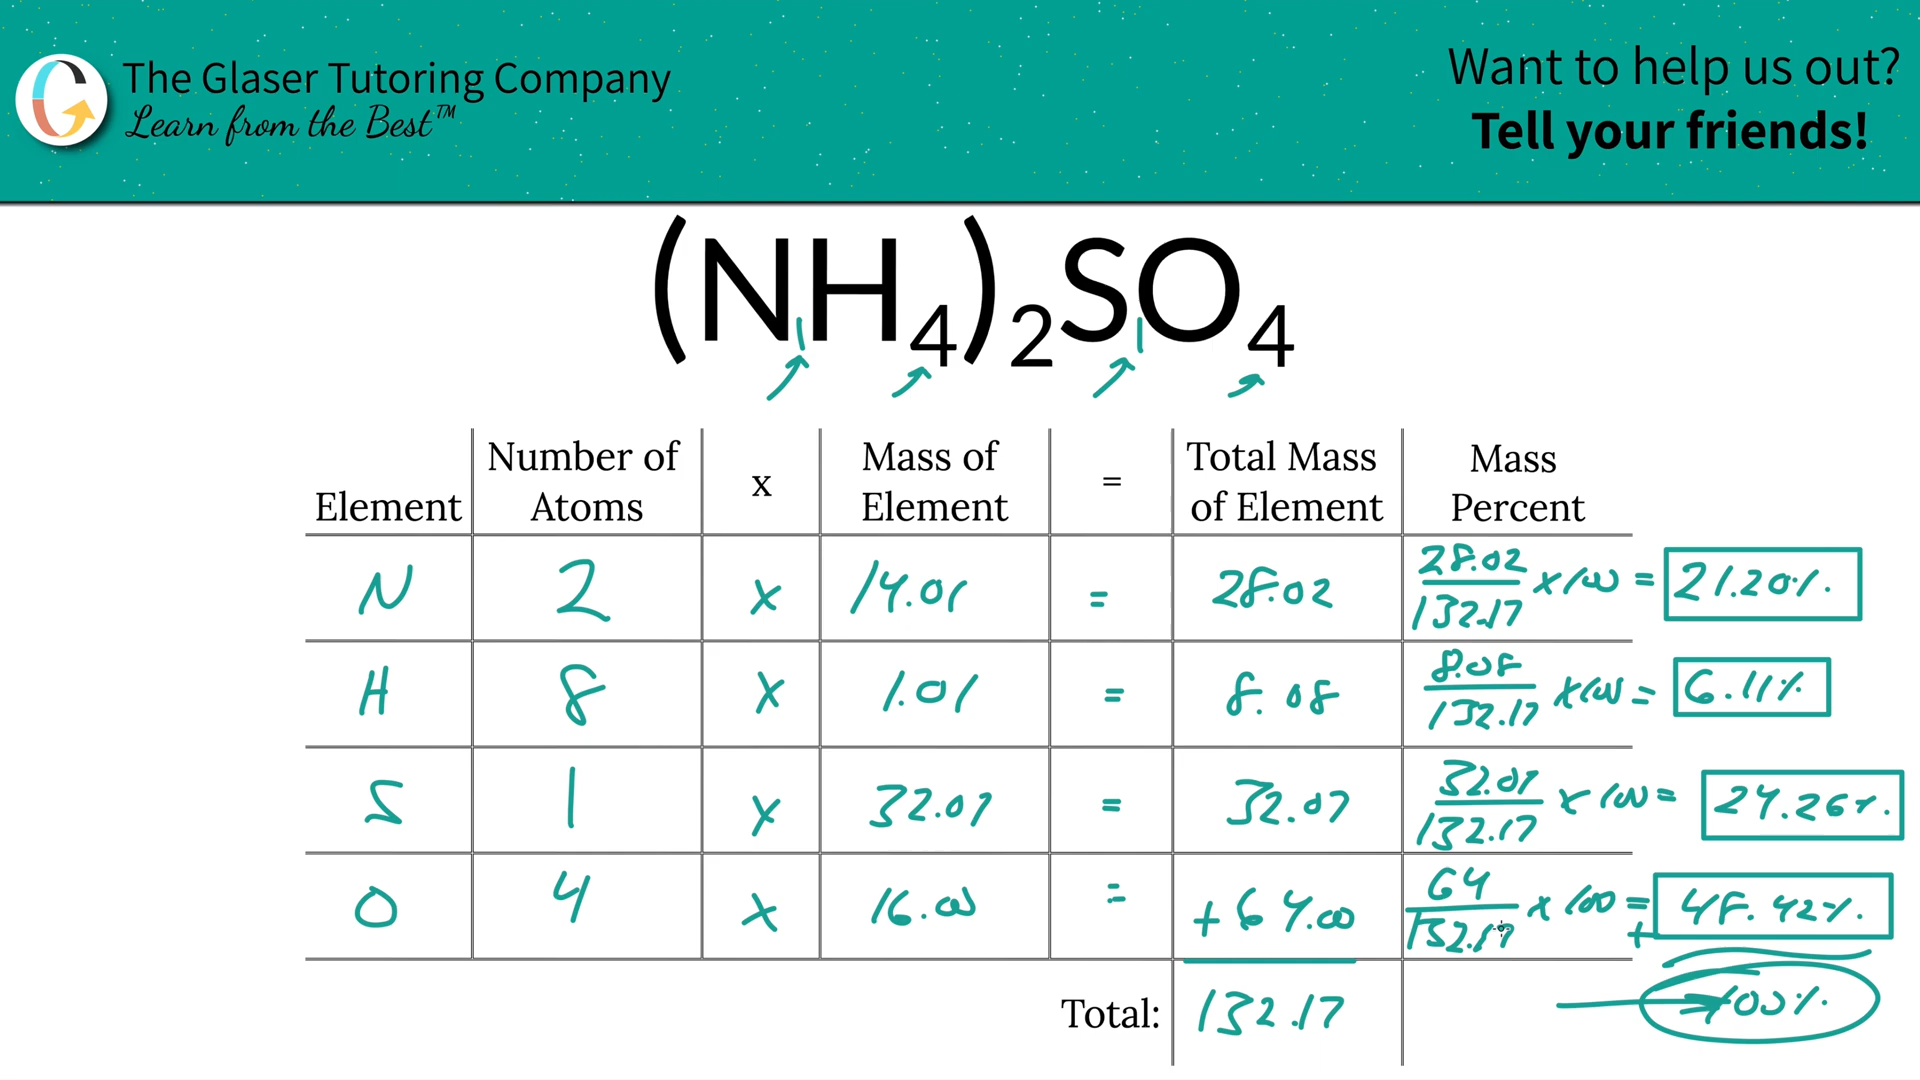 The Glaser Tutoring Company
Learn from the Best™
Want to help us out?
Tell your friends!
(NH₄)₂SO₄
1 1
Element Number of Atoms x Mass of Element = Total Mass of Element Mass Percent
N 2 x 14.01 = 28.02 28.02/132.17 x 100 = 21.20%
H 8 x 1.01 = 8.08 8.08/132.17 x 100 = 6.11%
S 1 x 32.07 = 32.07 32.07/132.17 x 100 = 24.26%
O 4 x 16.00 = + 64.00 64/132.17 x 100 = 48.42%
+
Total: 132.17 100%